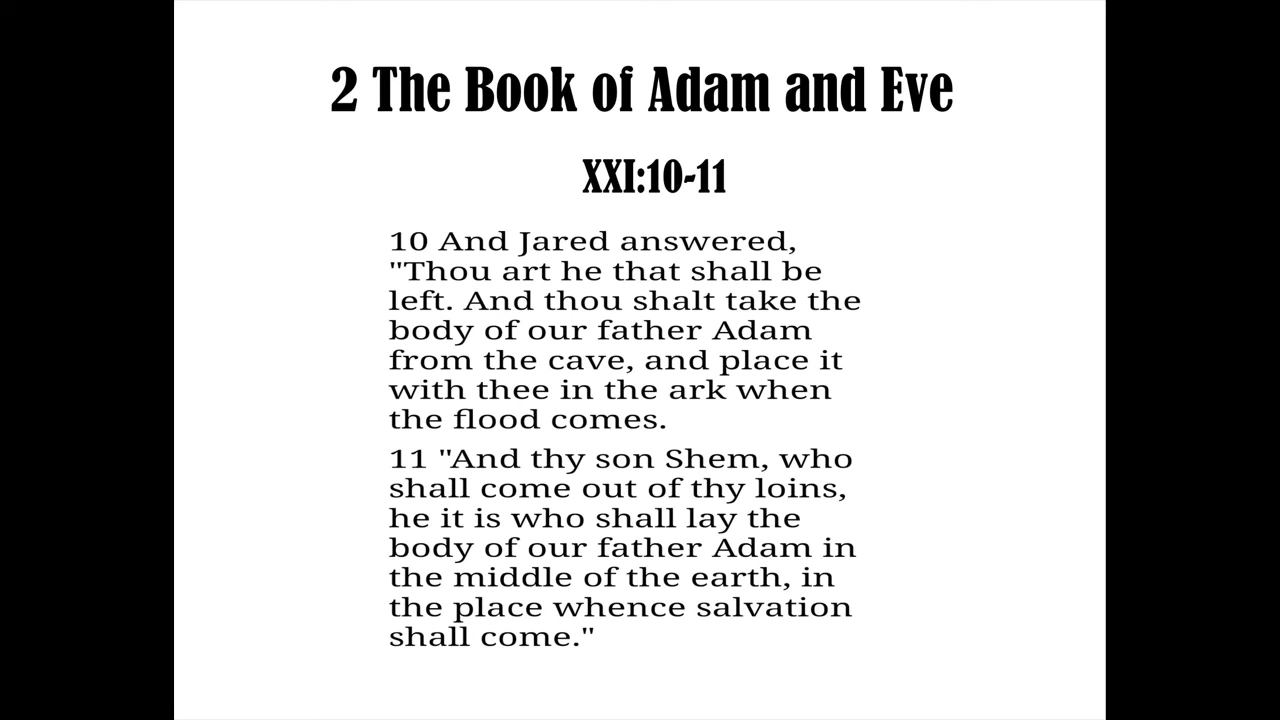 2 The Book of Adam and Eve
XXI:10-11
10 And Jared answered,
"Thou art he that shall be
left. And thou shalt take the
body of our father Adam
from the cave, and place it
with thee in the ark when
the flood comes.
11 "And thy son Shem, who
shall come out of thy loins,
he it is who shall lay the
body of our father Adam in
the middle of the earth, in
the place whence salvation
shall come."